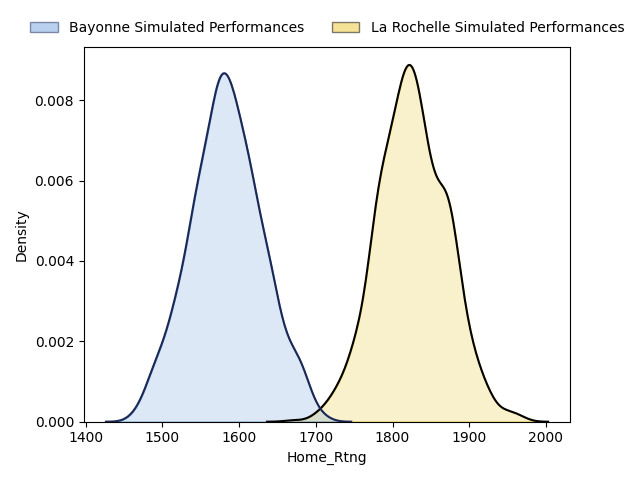 Bayonne Simulated Performances
La Rochelle Simulated Performances
Density
0.008
0.006
0.004
0.002
0.000
1400 1500 1600 1700 1800 1900 2000
Home_Rtng